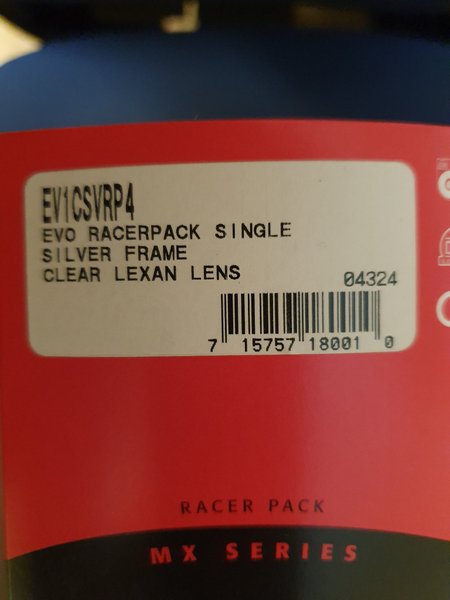 EV1CSVRP4
EVO RACERPACK SINGLE
SILVER FRAME
CLEAR LEXAN LENS
04324
7 15757 18001 0
RACER PACK
MX SERIES